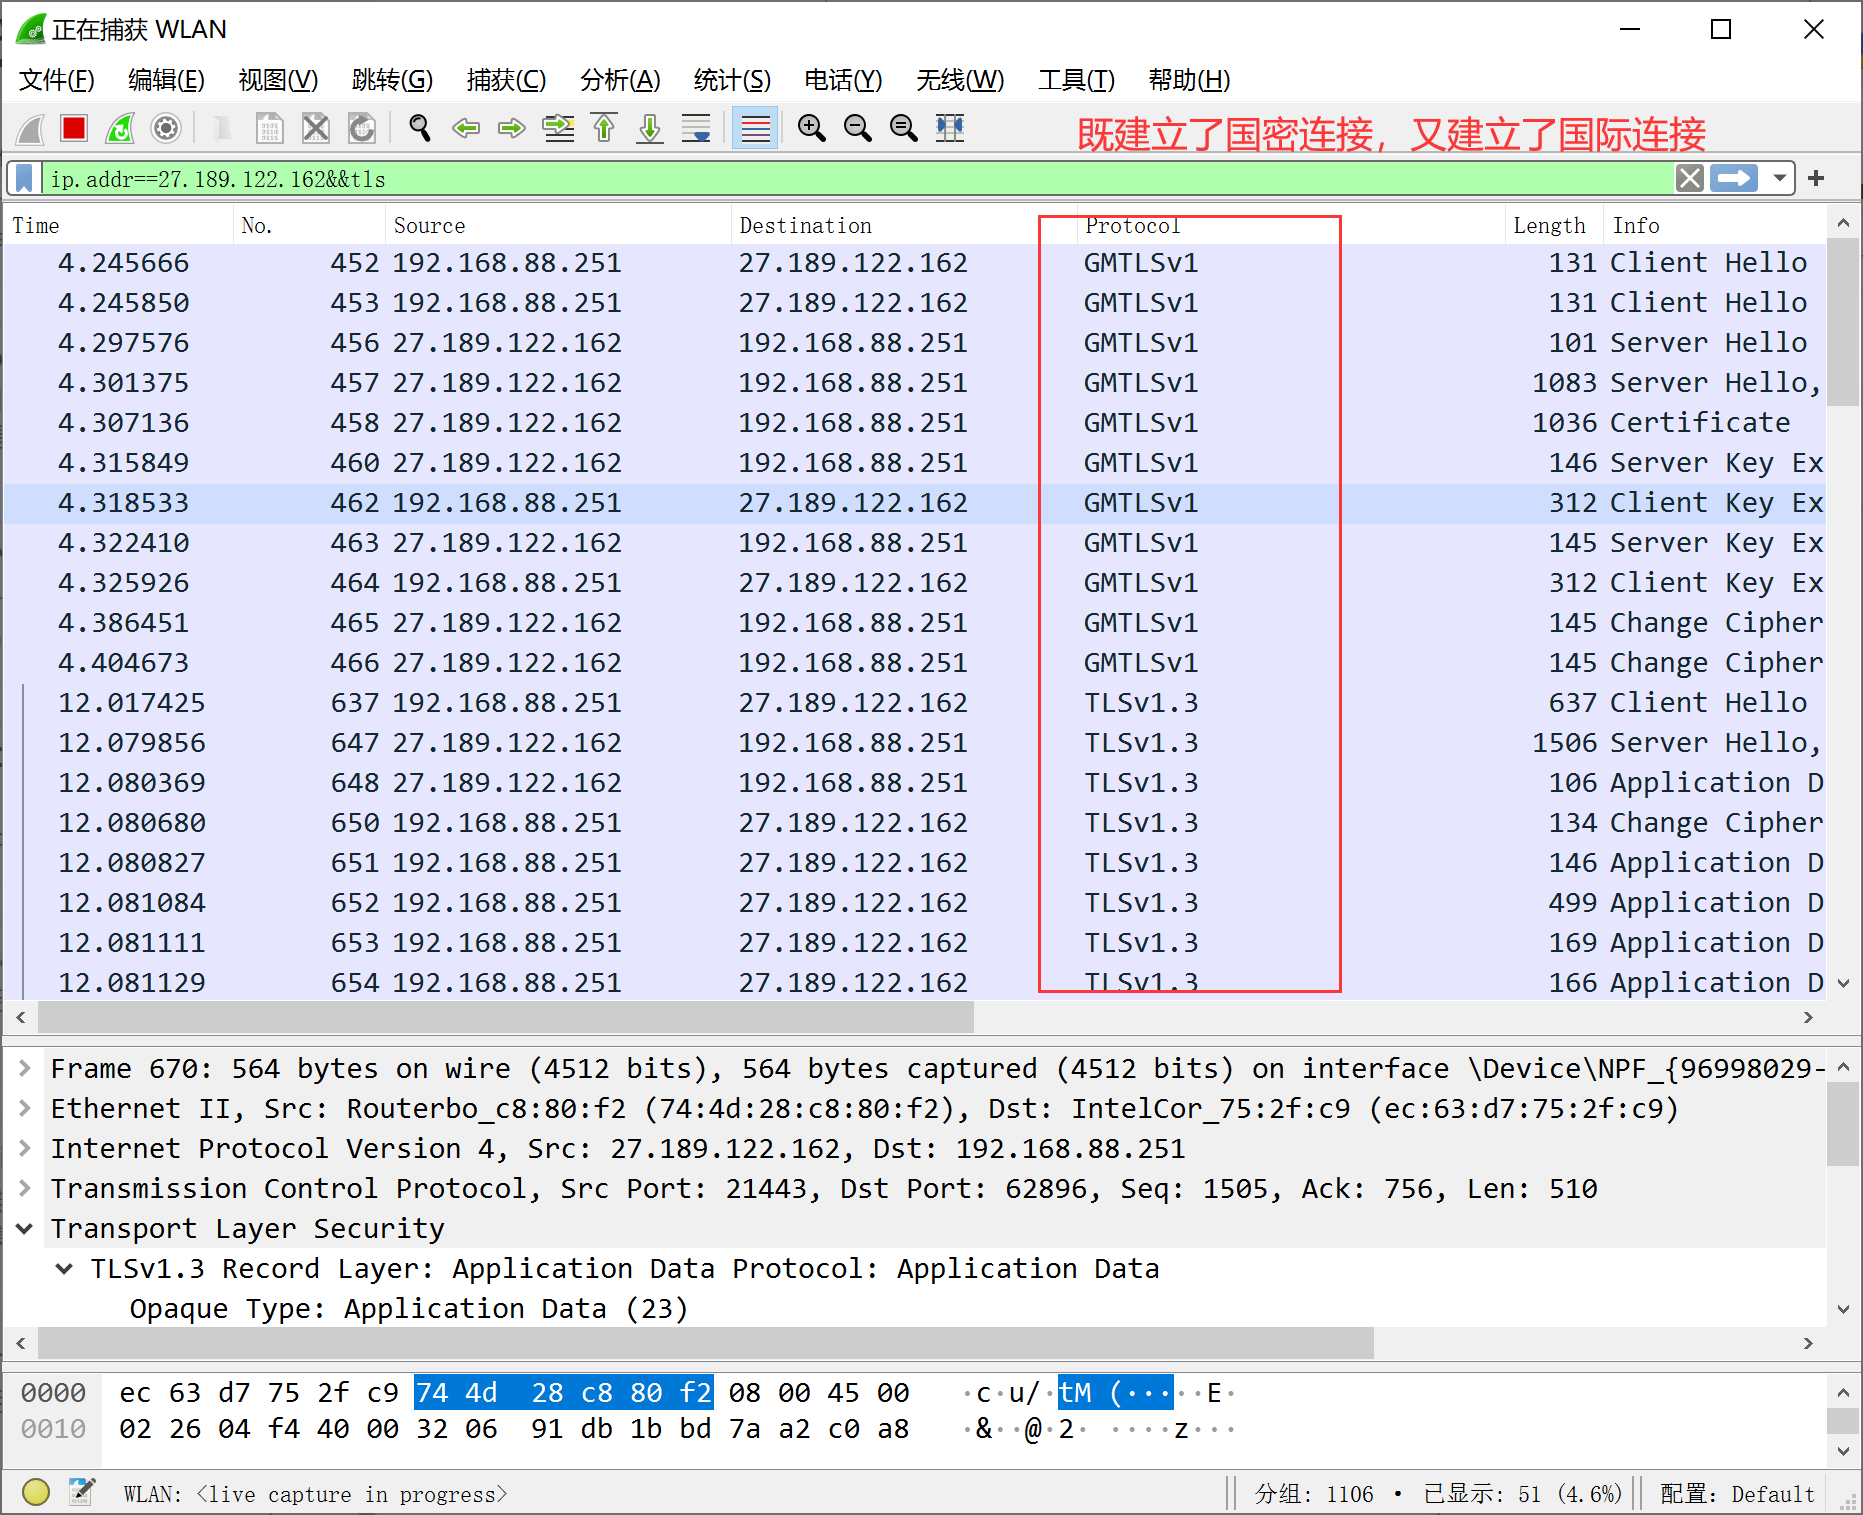 正在捕获 WLAN
文件(F) 编辑(E) 视图(V) 跳转(G) 捕获(C) 分析(A) 统计(S) 电话(Y) 无线(W) 工具(T) 帮助(H)
既建立了国密连接，又建立了国际连接
ip.addr==27.189.122.162&&tls
Time No. Source Destination Protocol Length Info
4.245666 452 192.168.88.251 27.189.122.162 GMTLSv1 131 Client Hello
4.245850 453 192.168.88.251 27.189.122.162 GMTLSv1 131 Client Hello
4.297576 456 27.189.122.162 192.168.88.251 GMTLSv1 101 Server Hello
4.301375 457 27.189.122.162 192.168.88.251 GMTLSv1 1083 Server Hello,
4.307136 458 27.189.122.162 192.168.88.251 GMTLSv1 1036 Certificate
4.315849 460 27.189.122.162 192.168.88.251 GMTLSv1 146 Server Key Ex
4.318533 462 192.168.88.251 27.189.122.162 GMTLSv1 312 Client Key Ex
4.322410 463 27.189.122.162 192.168.88.251 GMTLSv1 145 Server Key Ex
4.325926 464 192.168.88.251 27.189.122.162 GMTLSv1 312 Client Key Ex
4.386451 465 27.189.122.162 192.168.88.251 GMTLSv1 145 Change Cipher
4.404673 466 27.189.122.162 192.168.88.251 GMTLSv1 145 Change Cipher
12.017425 637 192.168.88.251 27.189.122.162 TLSv1.3 637 Client Hello
12.079856 647 27.189.122.162 192.168.88.251 TLSv1.3 1506 Server Hello,
12.080369 648 27.189.122.162 192.168.88.251 TLSv1.3 106 Application D
12.080680 650 192.168.88.251 27.189.122.162 TLSv1.3 134 Change Cipher
12.080827 651 192.168.88.251 27.189.122.162 TLSv1.3 146 Application D
12.081084 652 192.168.88.251 27.189.122.162 TLSv1.3 499 Application D
12.081111 653 192.168.88.251 27.189.122.162 TLSv1.3 169 Application D
12.081129 654 192.168.88.251 27.189.122.162 TLSv1.3 166 Application D
Frame 670: 564 bytes on wire (4512 bits), 564 bytes captured (4512 bits) on interface \Device\NPF_{96998029-
Ethernet II, Src: Routerbo_c8:80:f2 (74:4d:28:c8:80:f2), Dst: IntelCor_75:2f:c9 (ec:63:d7:75:2f:c9)
Internet Protocol Version 4, Src: 27.189.122.162, Dst: 192.168.88.251
Transmission Control Protocol, Src Port: 21443, Dst Port: 62896, Seq: 1505, Ack: 756, Len: 510
Transport Layer Security
TLSv1.3 Record Layer: Application Data Protocol: Application Data
Opaque Type: Application Data (23)
0000 ec 63 d7 75 2f c9 74 4d 28 c8 80 f2 08 00 45 00 ·c·u/·tM (·····E·
0010 02 26 04 f4 40 00 32 06 91 db 1b bd 7a a2 c0 a8 ·&··@·2· ····z···
WLAN: <live capture in progress> 分组: 1106 · 已显示: 51 (4.6%) 配置: Default